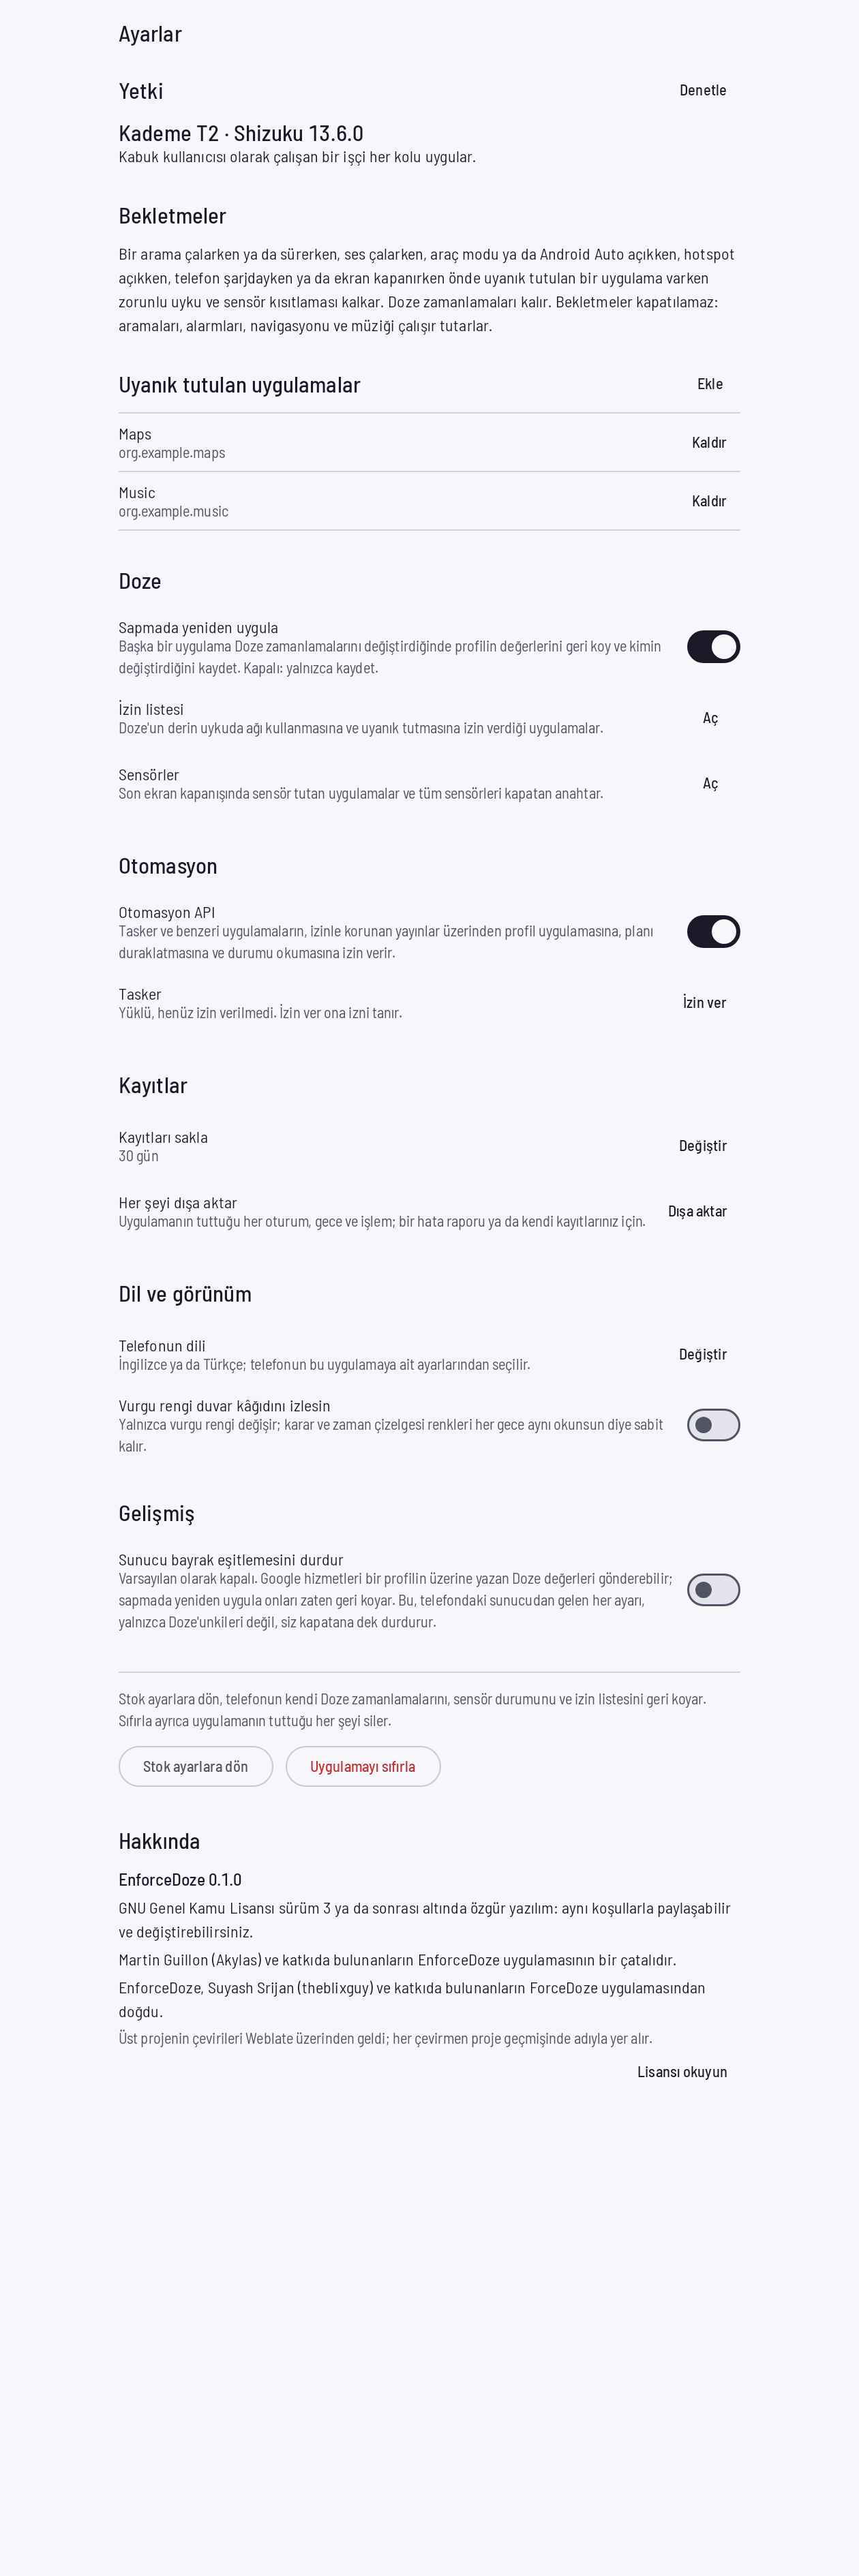 Ayarlar
Yetki
Denetle
Kademe T2 · Shizuku 13.6.0
Kabuk kullanıcısı olarak çalışan bir işçi her kolu uygular.
Bekletmeler
Bir arama çalarken ya da sürerken, ses çalarken, araç modu ya da Android Auto açıkken, hotspot
açıkken, telefon şarjdayken ya da ekran kapanırken önde uyanık tutulan bir uygulama varken
zorunlu uyku ve sensör kısıtlaması kalkar. Doze zamanlamaları kalır. Bekletmeler kapatılamaz:
aramaları, alarmları, navigasyonu ve müziği çalışır tutarlar.
Uyanık tutulan uygulamalar
Ekle
Maps
org.example.maps
Kaldır
Music
org.example.music
Kaldır
Doze
Sapmada yeniden uygula
Başka bir uygulama Doze zamanlamalarını değiştirdiğinde profilin değerlerini geri koy ve kimin
değiştirdiğini kaydet. Kapalı: yalnızca kaydet.
İzin listesi
Doze'un derin uykuda ağı kullanmasına ve uyanık tutmasına izin verdiği uygulamalar.
Aç
Sensörler
Son ekran kapanışında sensör tutan uygulamalar ve tüm sensörleri kapatan anahtar.
Aç
Otomasyon
Otomasyon API
Tasker ve benzeri uygulamaların, izinle korunan yayınlar üzerinden profil uygulamasına, planı
duraklatmasına ve durumu okumasına izin verir.
Tasker
Yüklü, henüz izin verilmedi. İzin ver ona izni tanır.
İzin ver
Kayıtlar
Kayıtları sakla
30 gün
Değiştir
Her şeyi dışa aktar
Uygulamanın tuttuğu her oturum, gece ve işlem; bir hata raporu ya da kendi kayıtlarınız için.
Dışa aktar
Dil ve görünüm
Telefonun dili
İngilizce ya da Türkçe; telefonun bu uygulamaya ait ayarlarından seçilir.
Değiştir
Vurgu rengi duvar kâğıdını izlesin
Yalnızca vurgu rengi değişir; karar ve zaman çizelgesi renkleri her gece aynı okunsun diye sabit
kalır.
Gelişmiş
Sunucu bayrak eşitlemesini durdur
Varsayılan olarak kapalı. Google hizmetleri bir profilin üzerine yazan Doze değerleri gönderebilir;
sapmada yeniden uygula onları zaten geri koyar. Bu, telefondaki sunucudan gelen her ayarı,
yalnızca Doze'unkileri değil, siz kapatana dek durdurur.
Stok ayarlara dön, telefonun kendi Doze zamanlamalarını, sensör durumunu ve izin listesini geri koyar.
Sıfırla ayrıca uygulamanın tuttuğu her şeyi siler.
Stok ayarlara dön
Uygulamayı sıfırla
Hakkında
EnforceDoze 0.1.0
GNU Genel Kamu Lisansı sürüm 3 ya da sonrası altında özgür yazılım: aynı koşullarla paylaşabilir
ve değiştirebilirsiniz.
Martin Guillon (Akylas) ve katkıda bulunanların EnforceDoze uygulamasının bir çatalıdır.
EnforceDoze, Suyash Srijan (theblixguy) ve katkıda bulunanların ForceDoze uygulamasından
doğdu.
Üst projenin çevirileri Weblate üzerinden geldi; her çevirmen proje geçmişinde adıyla yer alır.
Lisansı okuyun